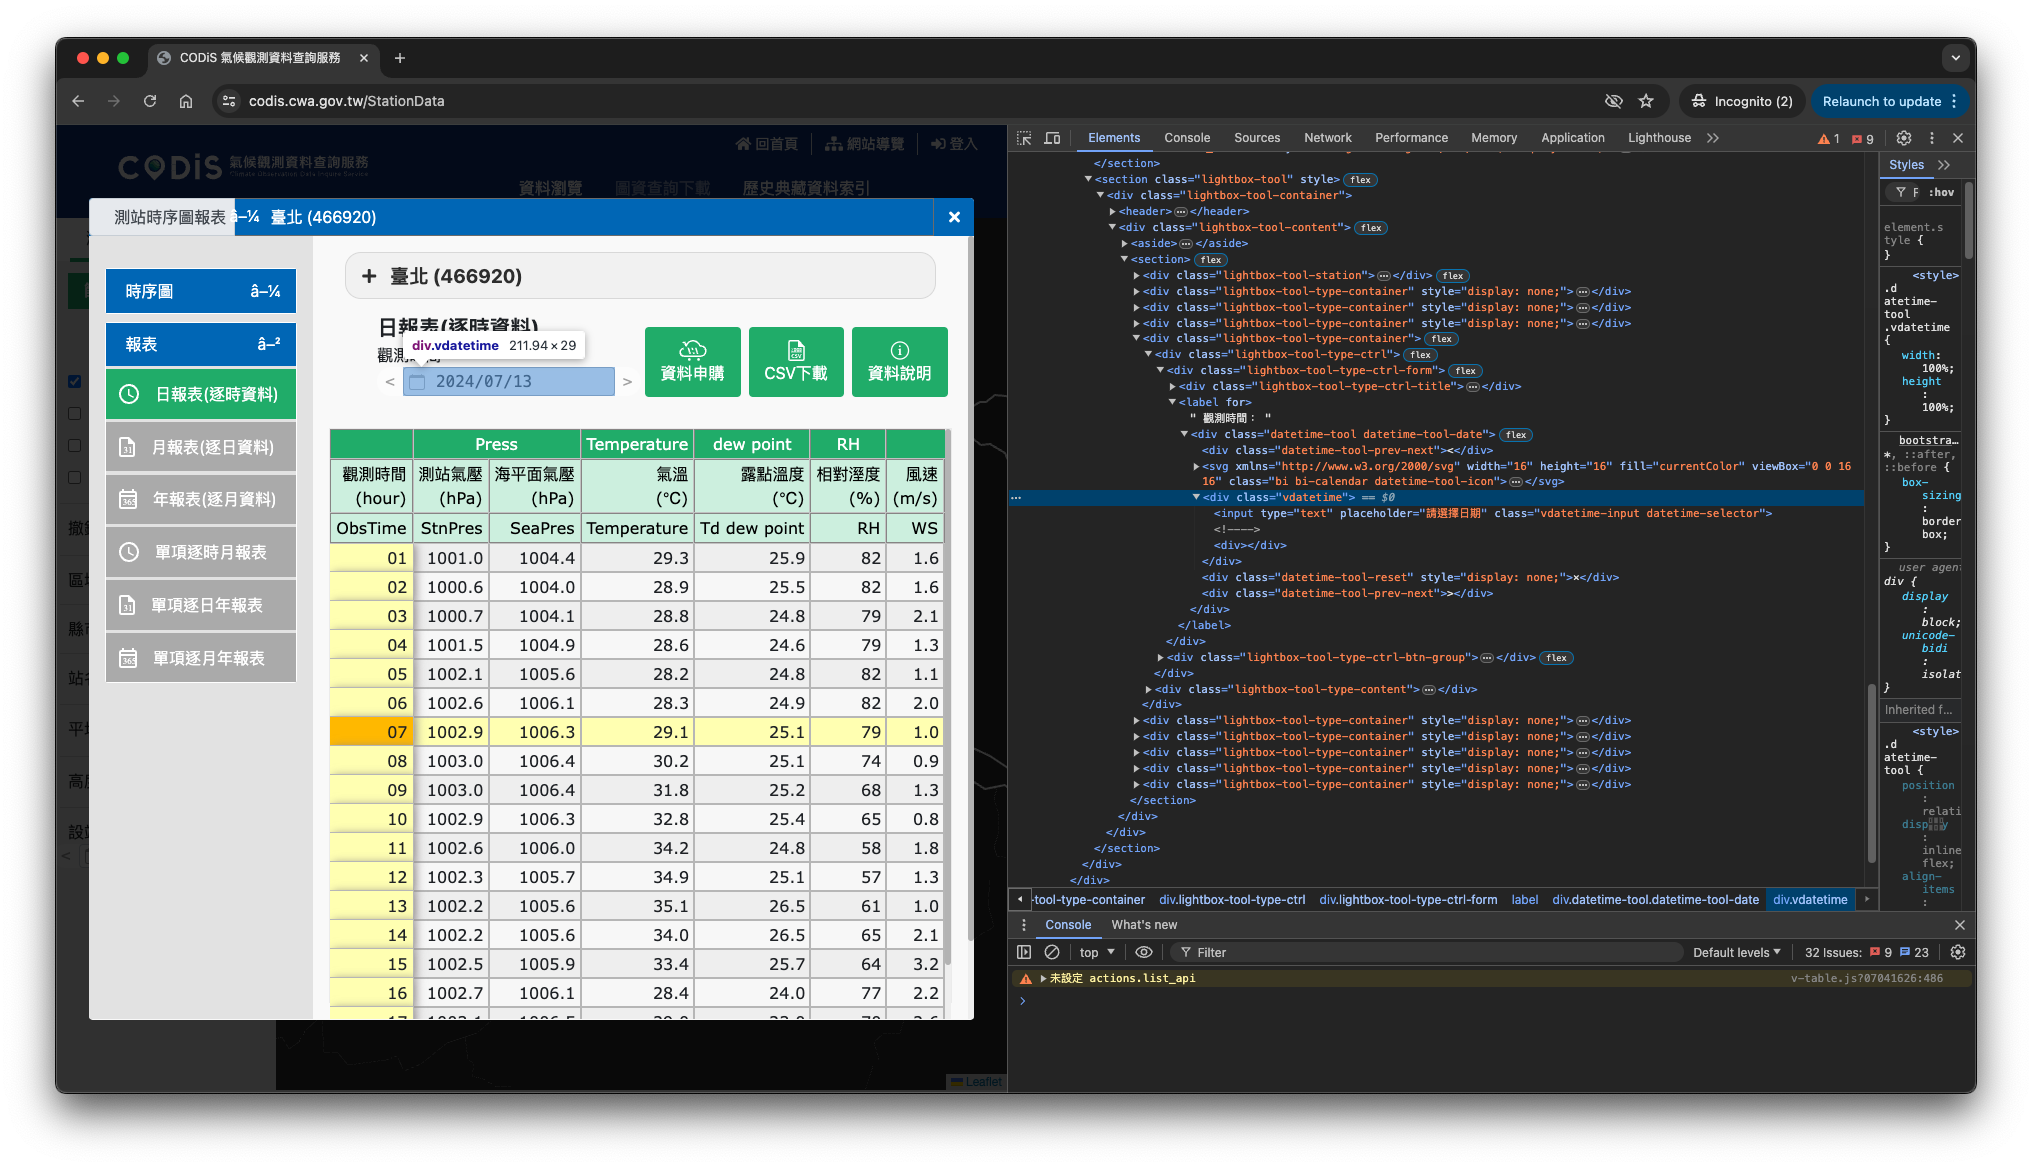 CODiS 氣候觀測資料查詢服務
codis.cwa.gov.tw/StationData
Incognito (2)
Relaunch to update
回首頁
網站導覽
登入
CODiS 氣候觀測資料查詢服務
Climate Observation Data Inquire Service
資料瀏覽
圖資查詢下載
歷史典藏資料索引
測站時序圖報表 â–¼ 臺北 (466920)
時序圖 â–¼
報表 â–²
日報表(逐時資料)
月報表(逐日資料)
年報表(逐月資料)
單項逐時月報表
單項逐日年報表
單項逐月年報表
+ 臺北 (466920)
日報表(逐時資料)
div.vdatetime 211.94 × 29
< 2024/07/13 >
資料申購
CSV下載
資料說明
Press Temperature dew point RH
觀測時間 測站氣壓 海平面氣壓 氣溫 露點溫度 相對溼度 風速
(hour) (hPa) (hPa) (℃) (℃) (%) (m/s)
ObsTime StnPres SeaPres Temperature Td dew point RH WS
01 1001.0 1004.4 29.3 25.9 82 1.6
02 1000.6 1004.0 28.9 25.5 82 1.6
03 1000.7 1004.1 28.8 24.8 79 2.1
04 1001.5 1004.9 28.6 24.6 79 1.3
05 1002.1 1005.6 28.2 24.8 82 1.1
06 1002.6 1006.1 28.3 24.9 82 2.0
07 1002.9 1006.3 29.1 25.1 79 1.0
08 1003.0 1006.4 30.2 25.1 74 0.9
09 1003.0 1006.4 31.8 25.2 68 1.3
10 1002.9 1006.3 32.8 25.4 65 0.8
11 1002.6 1006.0 34.2 24.8 58 1.8
12 1002.3 1005.7 34.9 25.1 57 1.3
13 1002.2 1005.6 35.1 26.5 61 1.0
14 1002.2 1005.6 34.0 26.5 65 2.1
15 1002.5 1005.9 33.4 25.7 64 3.2
16 1002.7 1006.1 28.4 24.0 77 2.2
Leaflet
Elements Console Sources Network Performance Memory Application Lighthouse 1 9
</section>
<section class="lightbox-tool" style> flex
<div class="lightbox-tool-container">
<header>…</header>
<div class="lightbox-tool-content"> flex
<aside>…</aside>
<section> flex
<div class="lightbox-tool-station">…</div> flex
<div class="lightbox-tool-type-container" style="display: none;">…</div>
<div class="lightbox-tool-type-container" style="display: none;">…</div>
<div class="lightbox-tool-type-container" style="display: none;">…</div>
<div class="lightbox-tool-type-container"> flex
<div class="lightbox-tool-type-ctrl"> flex
<div class="lightbox-tool-type-ctrl-form"> flex
<div class="lightbox-tool-type-ctrl-title">…</div>
<label for>
" 觀測時間： "
<div class="datetime-tool datetime-tool-date"> flex
<div class="datetime-tool-prev-next"><</div>
<svg xmlns="http://www.w3.org/2000/svg" width="16" height="16" fill="currentColor" viewBox="0 0 16
16" class="bi bi-calendar datetime-tool-icon">…</svg>
<div class="vdatetime"> == $0
<input type="text" placeholder="請選擇日期" class="vdatetime-input datetime-selector">
<!---->
<div></div>
</div>
<div class="datetime-tool-reset" style="display: none;">×</div>
<div class="datetime-tool-prev-next">></div>
</div>
</label>
</div>
<div class="lightbox-tool-type-ctrl-btn-group">…</div> flex
</div>
<div class="lightbox-tool-type-content">…</div>
</div>
<div class="lightbox-tool-type-container" style="display: none;">…</div>
<div class="lightbox-tool-type-container" style="display: none;">…</div>
<div class="lightbox-tool-type-container" style="display: none;">…</div>
<div class="lightbox-tool-type-container" style="display: none;">…</div>
<div class="lightbox-tool-type-container" style="display: none;">…</div>
</section>
</div>
</div>
</section>
</div>
</div>
-tool-type-container div.lightbox-tool-type-ctrl div.lightbox-tool-type-ctrl-form label div.datetime-tool.datetime-tool-date div.vdatetime
Styles
F :hov
element.s
tyle {
}
<style>
.d
atetime-
tool
.vdatetime
{
width:
100%;
height
:
100%;
}
bootstra…
*, ::after,
::before {
box-
sizing
:
border
box;
}
user agent
div {
display
:
block;
unicode-
bidi
:
isolat
}
Inherited f…
<style>
.d
atetime-
tool {
position
:
relati
display
:
inline
flex;
align-
items
:
Console What's new
top Filter Default levels 32 Issues: 9 23
未設定 actions.list_api v-table.js?07041626:486